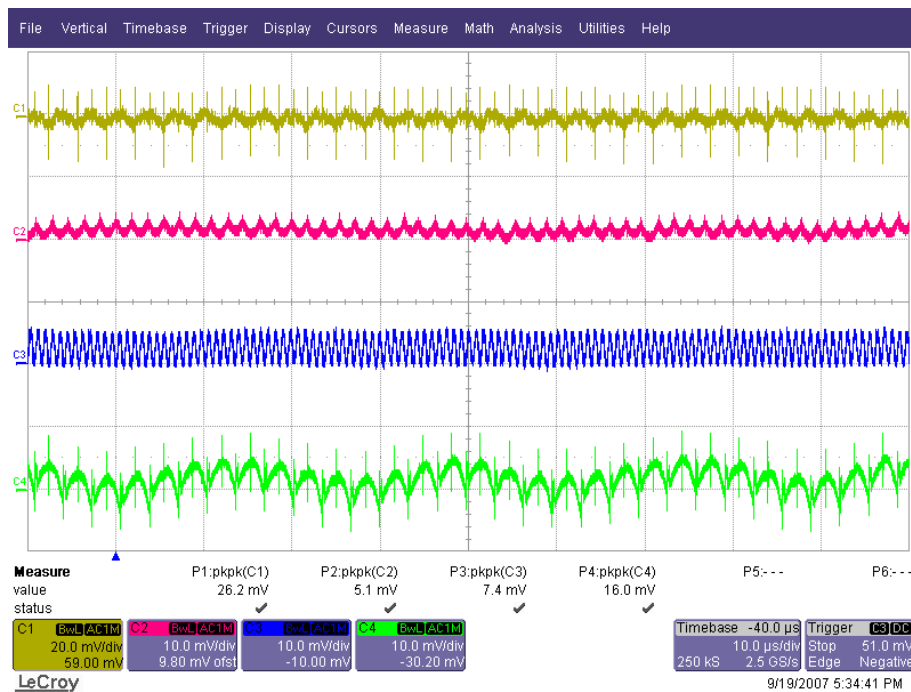 File Vertical Timebase Trigger Display Cursors Measure Math Analysis Utilities Help
C1
C2
C3
C4
Measure P1:pkpk(C1) P2:pkpk(C2) P3:pkpk(C3) P4:pkpk(C4) P5:- - - P6:- - -
value 26.2 mV 5.1 mV 7.4 mV 16.0 mV
status
C1 BwL AC1M C2 BwL AC1M C3 BwL AC1M C4 BwL AC1M Timebase -40.0 µs Trigger C3 DC
20.0 mV/div 10.0 mV/div 10.0 mV/div 10.0 mV/div 10.0 µs/div Stop 51.0 mV
59.00 mV 9.80 mV ofst -10.00 mV -30.20 mV 250 kS 2.5 GS/s Edge Negative
LeCroy 9/19/2007 5:34:41 PM